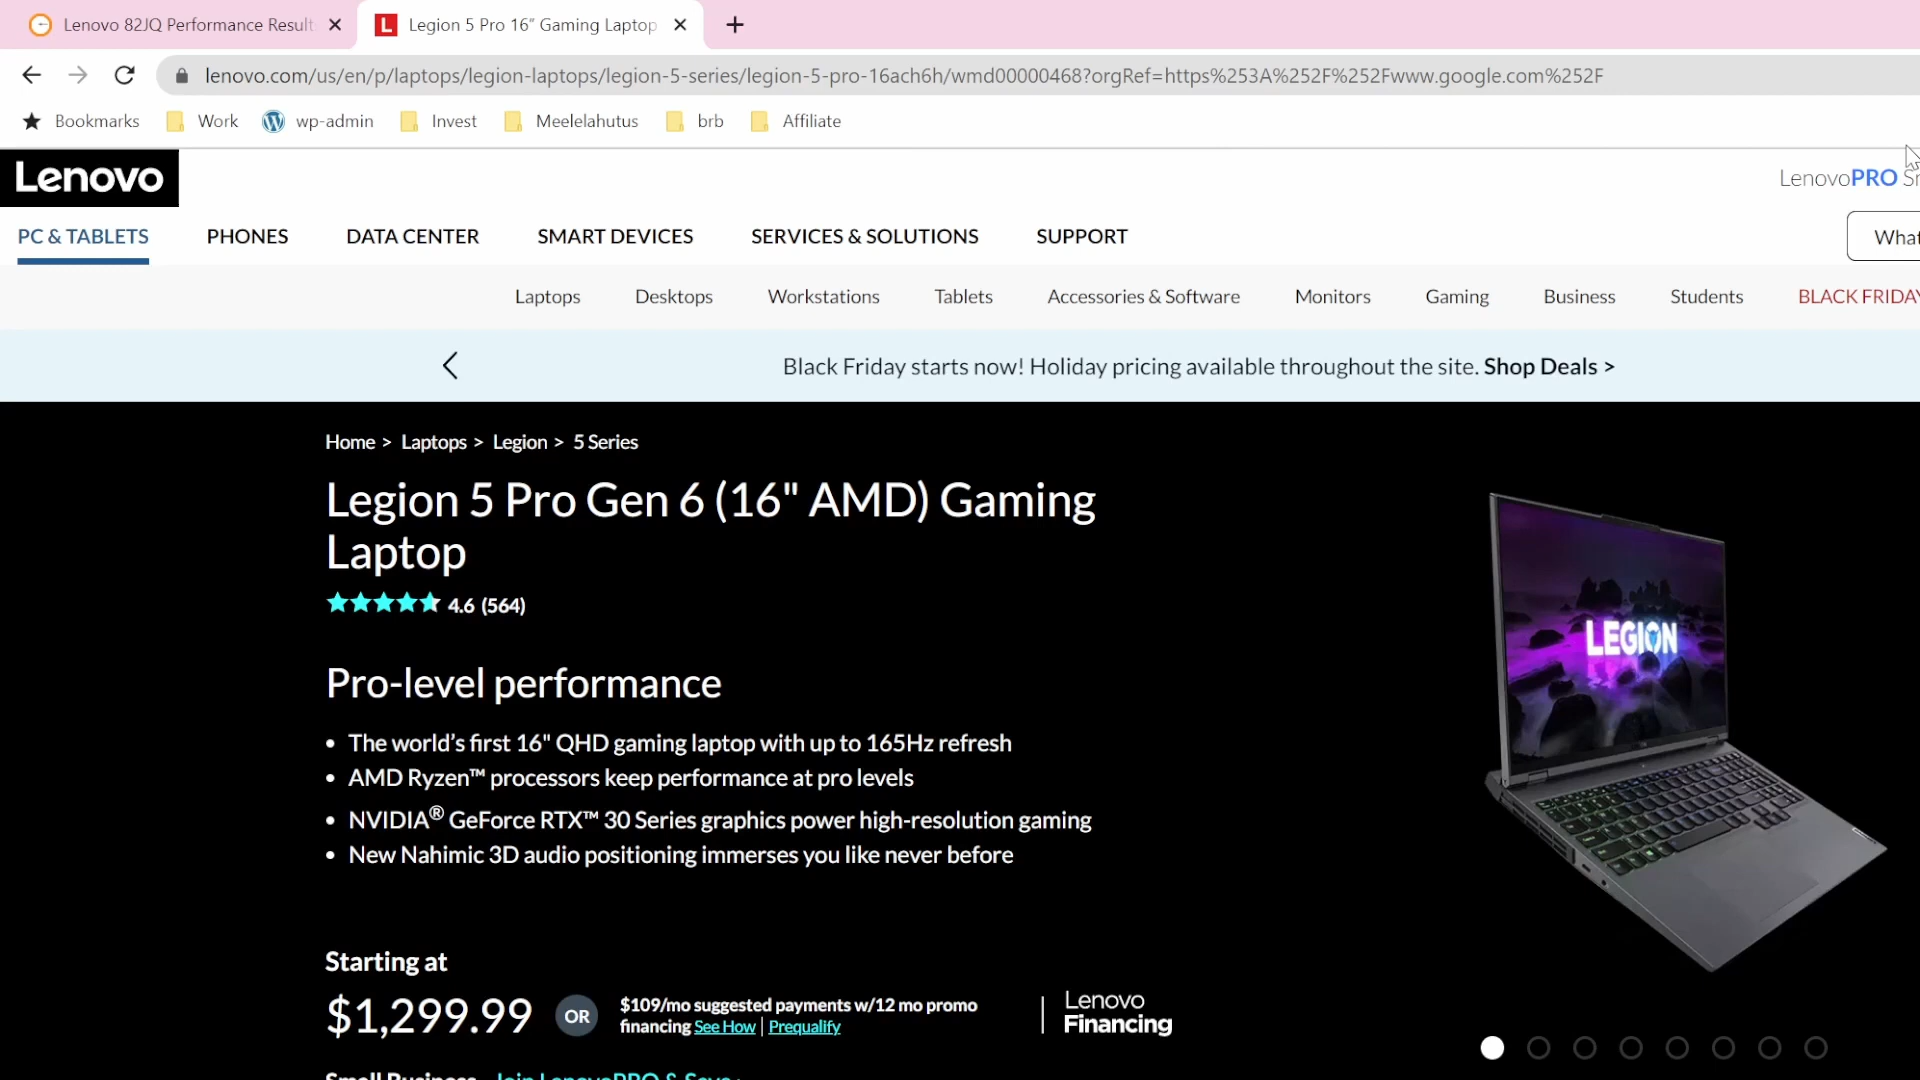 Lenovo 82JQ Performance Result
Legion 5 Pro 16" Gaming Laptop
lenovo.com/us/en/p/laptops/legion-laptops/legion-5-series/legion-5-pro-16ach6h/wmd00000468?orgRef=https%253A%252F%252Fwww.google.com%252F
Bookmarks Work wp-admin Invest Meelelahutus brb Affiliate
Lenovo
LenovoPRO
PC & TABLETS PHONES DATA CENTER SMART DEVICES SERVICES & SOLUTIONS SUPPORT
What
Laptops Desktops Workstations Tablets Accessories & Software Monitors Gaming Business Students BLACK FRIDAY
Black Friday starts now! Holiday pricing available throughout the site. Shop Deals >
Home > Laptops > Legion > 5 Series
Legion 5 Pro Gen 6 (16" AMD) Gaming
Laptop
4.6 (564)
LEGION
Pro-level performance
• The world's first 16" QHD gaming laptop with up to 165Hz refresh
• AMD Ryzen™ processors keep performance at pro levels
• NVIDIA® GeForce RTX™ 30 Series graphics power high-resolution gaming
• New Nahimic 3D audio positioning immerses you like never before
Starting at
$1,299.99 OR
$109/mo suggested payments w/12 mo promo
financing See How | Prequalify
Lenovo
Financing
Small Business Join LenovoPRO & Save